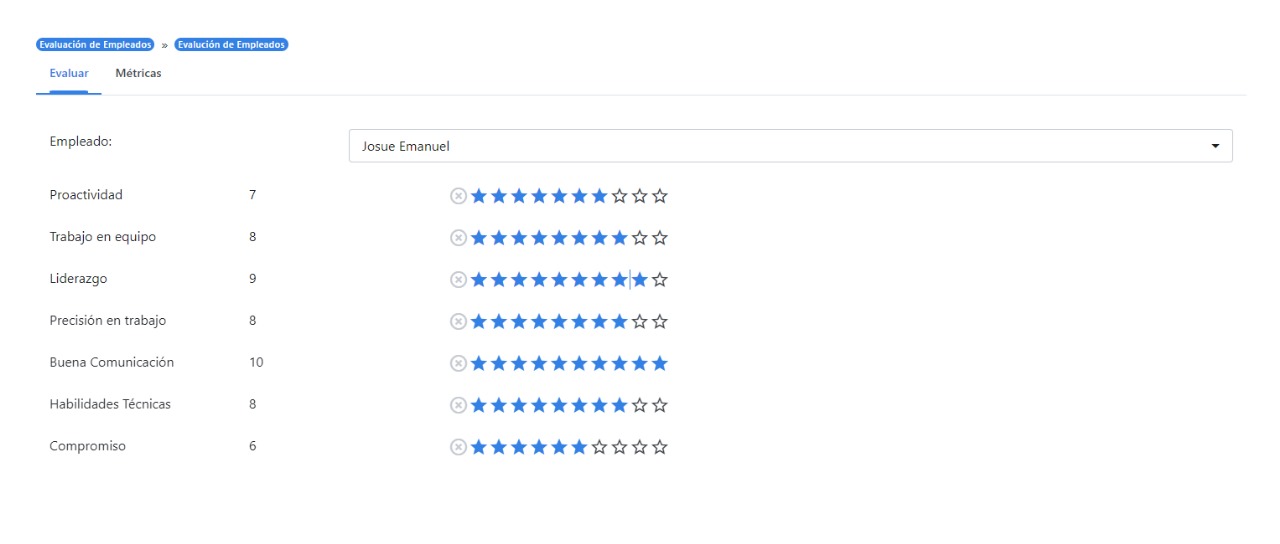 Evaluación de Empleados » Evalución de Empleados
Evaluar Métricas
Empleado: Josue Emanuel
Proactividad 7
Trabajo en equipo 8
Liderazgo 9
Precisión en trabajo 8
Buena Comunicación 10
Habilidades Técnicas 8
Compromiso 6